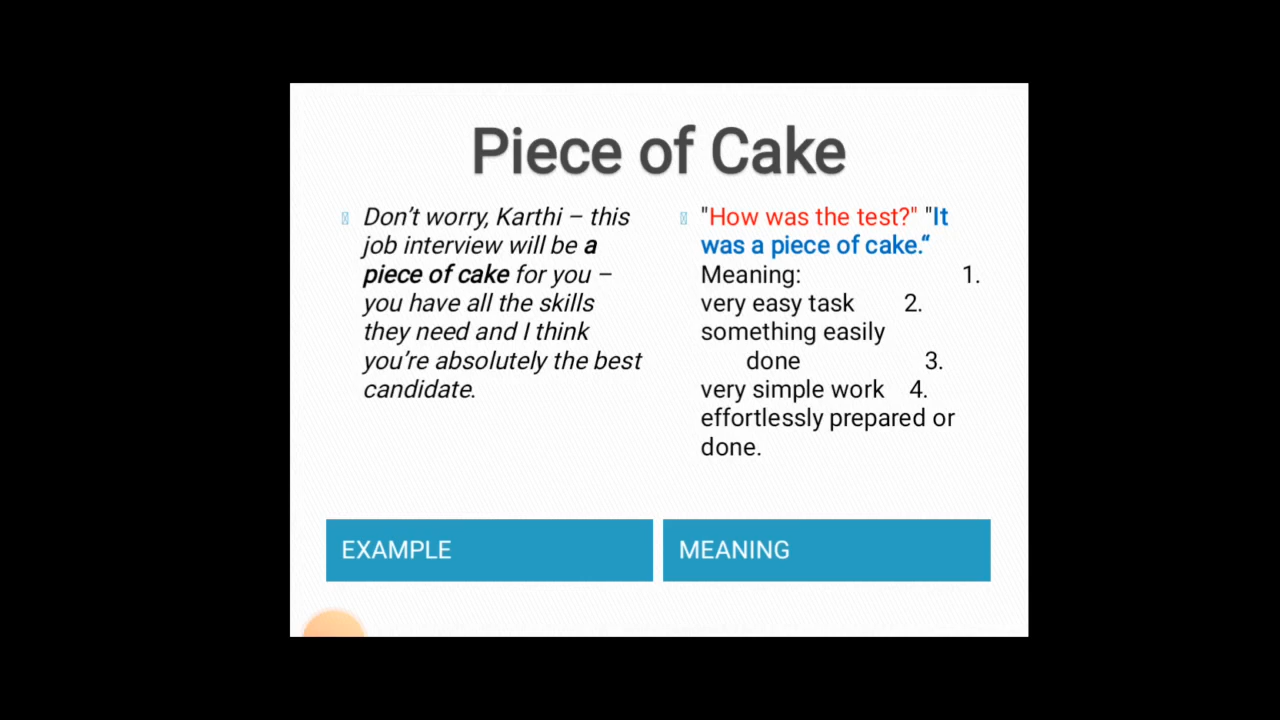 Piece of Cake
Don’t worry, Karthi – this
job interview will be a
piece of cake for you –
you have all the skills
they need and I think
you’re absolutely the best
candidate.
"How was the test?" "It
was a piece of cake.“
Meaning: 1.
very easy task 2.
something easily
done 3.
very simple work 4.
effortlessly prepared or
done.
EXAMPLE
MEANING